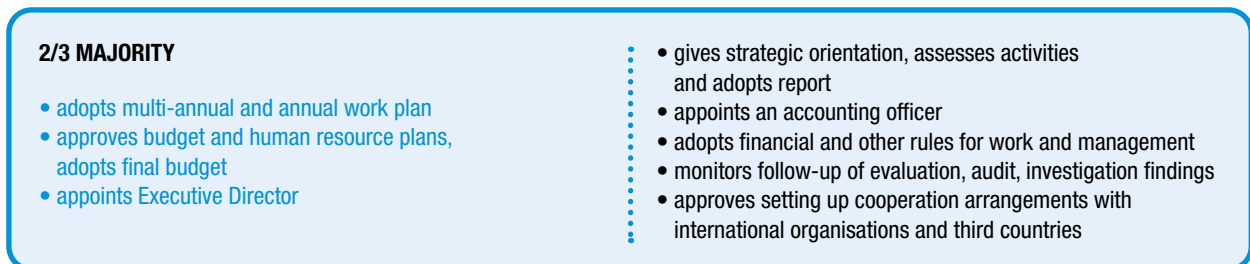 2/3 MAJORITY
• adopts multi-annual and annual work plan
• approves budget and human resource plans,
adopts final budget
• appoints Executive Director
• gives strategic orientation, assesses activities
and adopts report
• appoints an accounting officer
• adopts financial and other rules for work and management
• monitors follow-up of evaluation, audit, investigation findings
• approves setting up cooperation arrangements with
international organisations and third countries